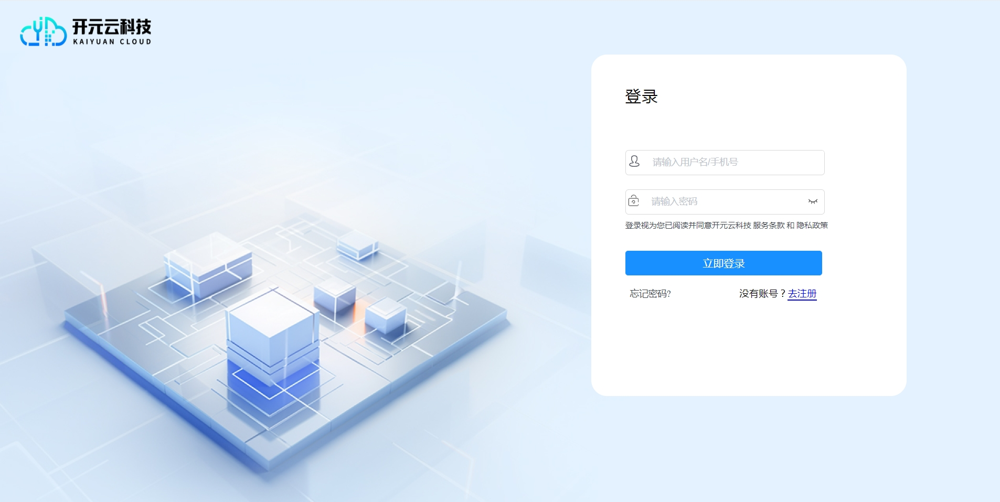 开元云科技
KAIYUAN CLOUD
登录
请输入用户名/手机号
请输入密码
登录视为您已阅读并同意开元云科技 服务条款 和 隐私政策
立即登录
忘记密码?
没有账号？去注册